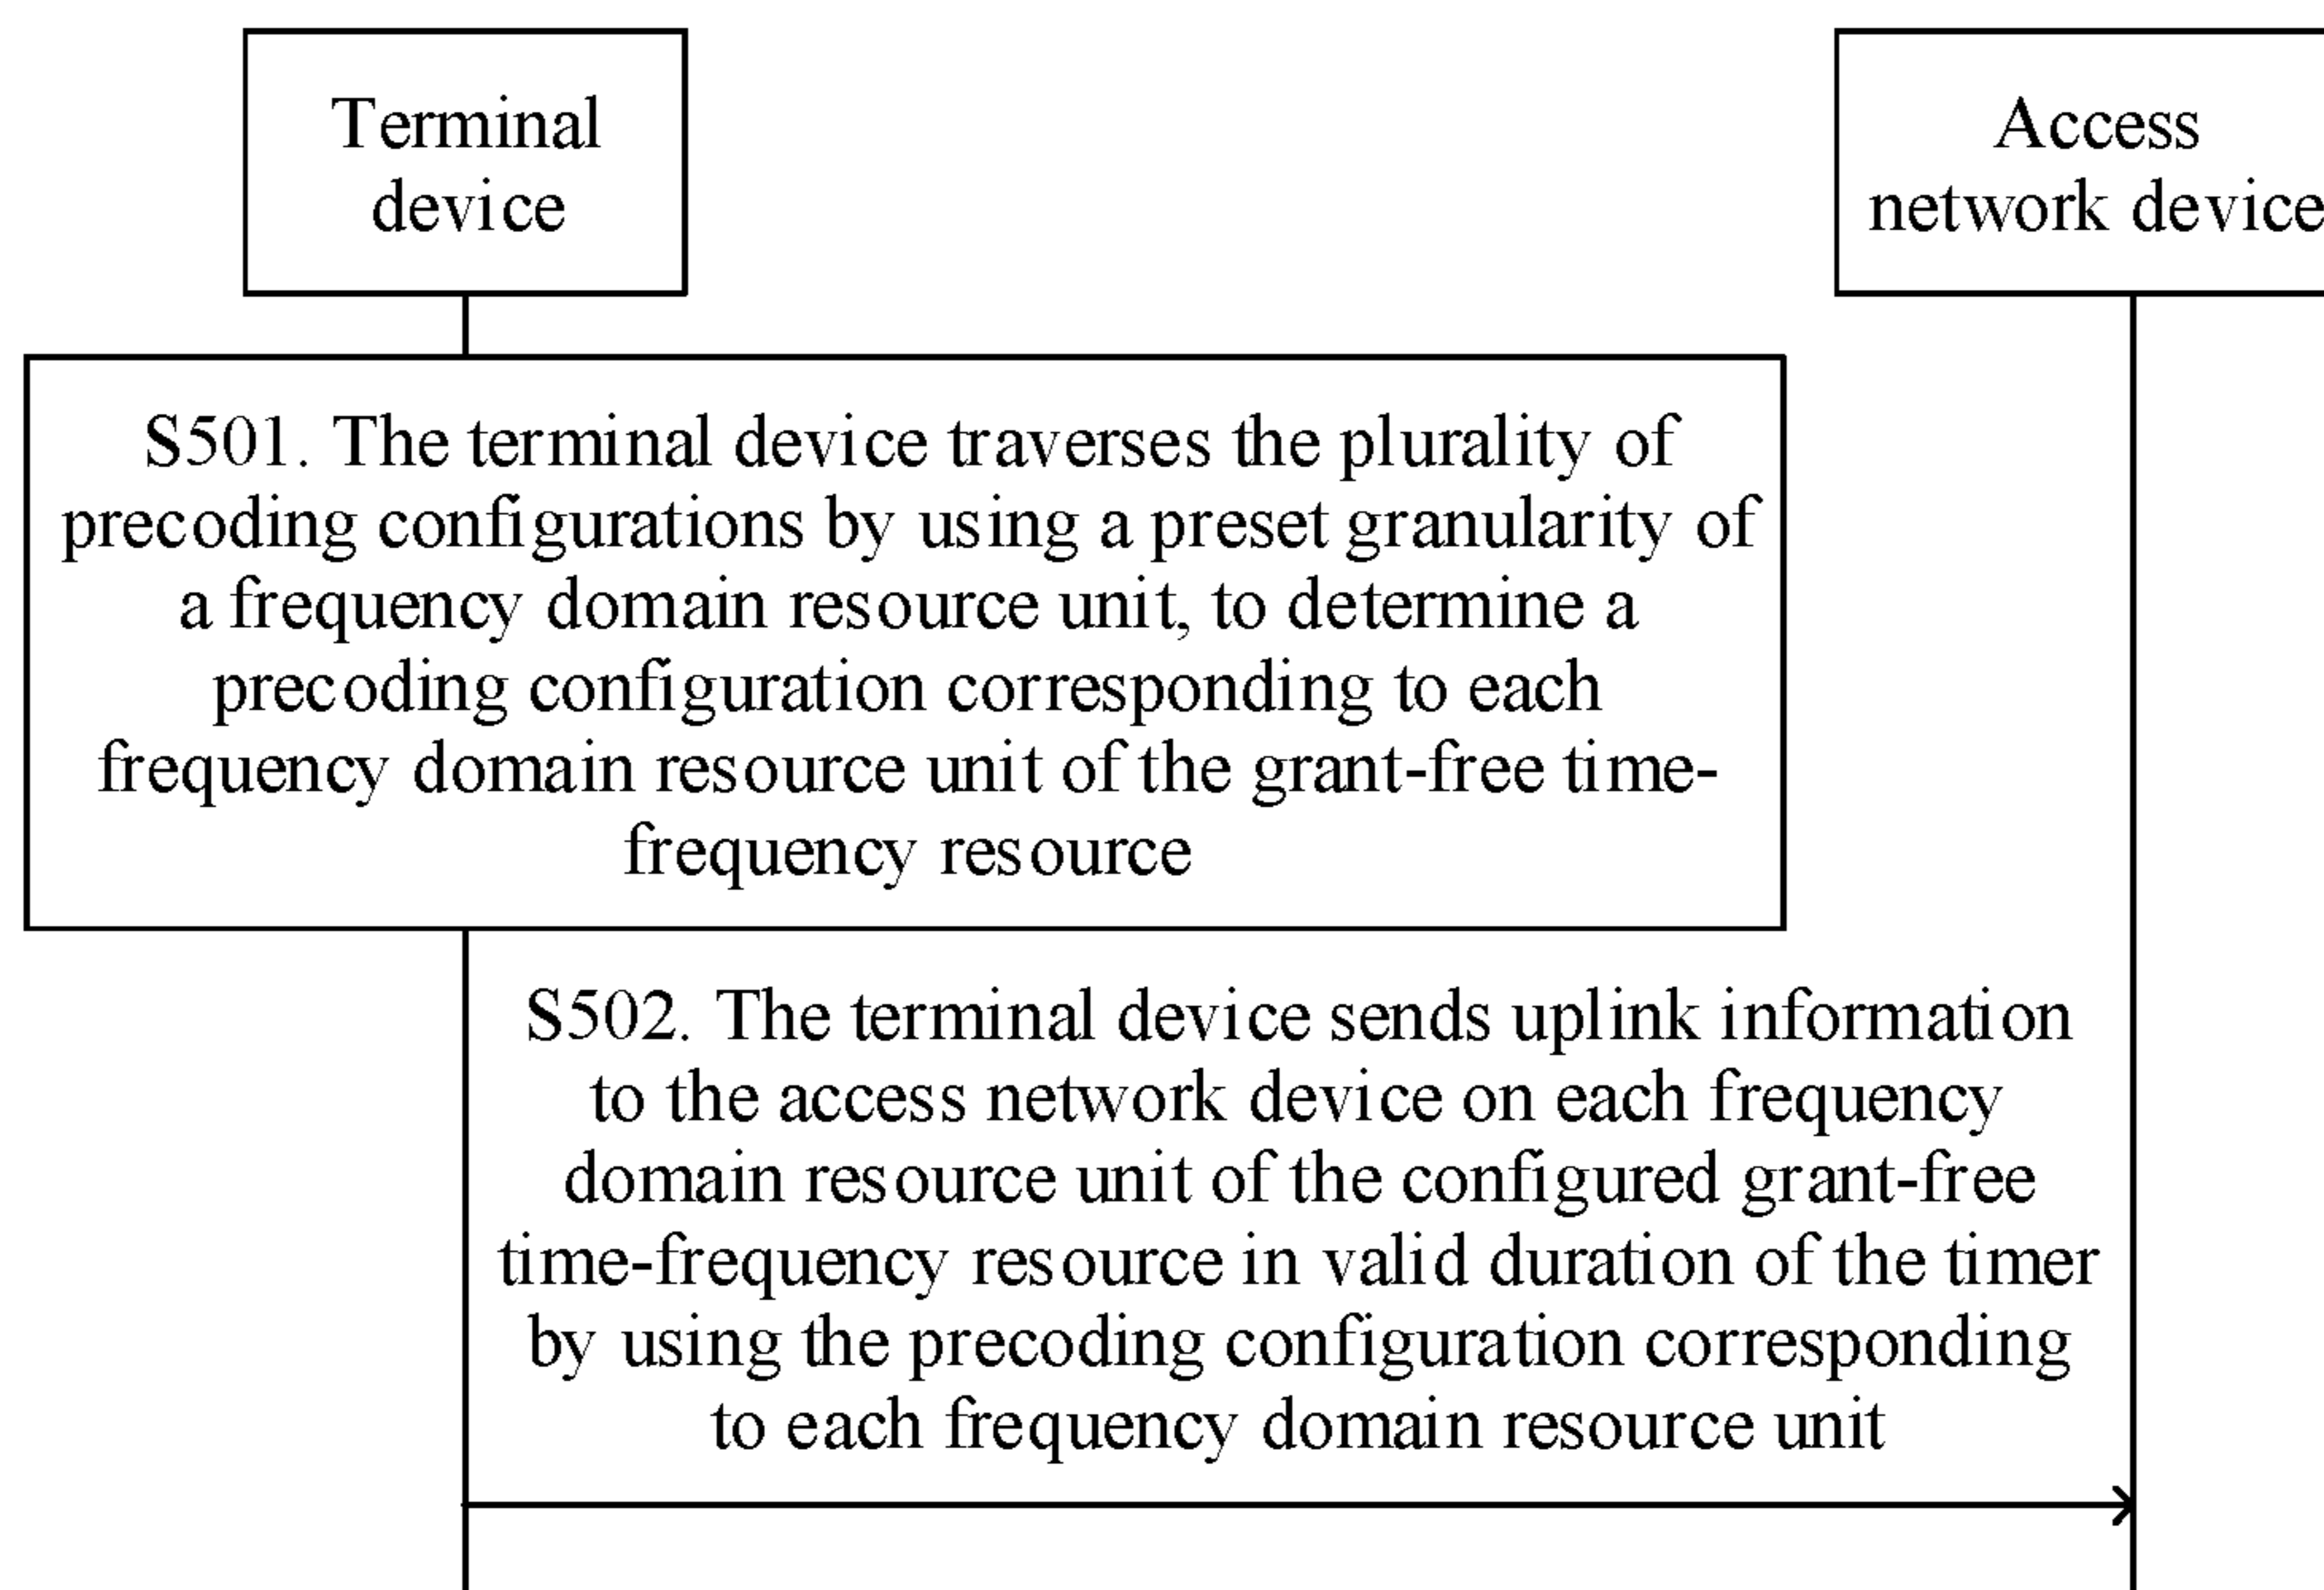 Terminal
device
Access
network device
S501. The terminal device traverses the plurality of
precoding configurations by using a preset granularity of
a frequency domain resource unit, to determine a
precoding configuration corresponding to each
frequency domain resource unit of the grant-free time-
frequency resource
S502. The terminal device sends uplink information
to the access network device on each frequency
domain resource unit of the configured grant-free
time-frequency resource in valid duration of the timer
by using the precoding configuration corresponding
to each frequency domain resource unit